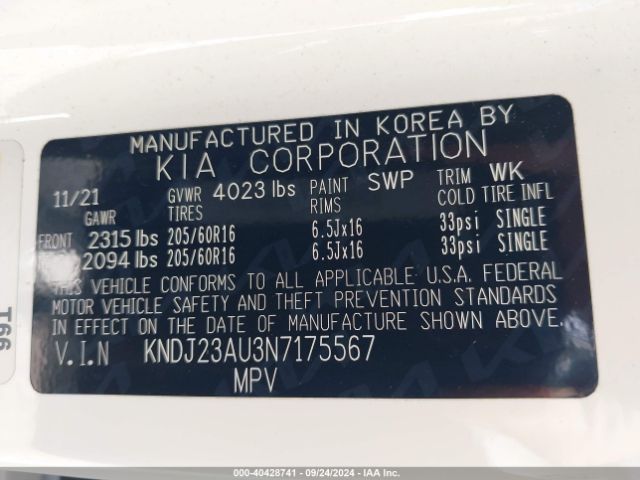 MANUFACTURED IN KOREA BY
KIA CORPORATION
11/21 GVWR 4023 lbs PAINT SWP TRIM WK
GAWR TIRES RIMS COLD TIRE INFL
FRONT 2315 lbs 205/60R16 6.5Jx16 33psi SINGLE
2094 lbs 205/60R16 6.5Jx16 33psi SINGLE
THIS VEHICLE CONFORMS TO ALL APPLICABLE U.S.A. FEDERAL
MOTOR VEHICLE SAFETY AND THEFT PREVENTION STANDARDS
IN EFFECT ON THE DATE OF MANUFACTURE SHOWN ABOVE.
V.I.N KNDJ23AU3N7175567
MPV
T66
000-40428741 | 09/24/2024 | IAA Inc.